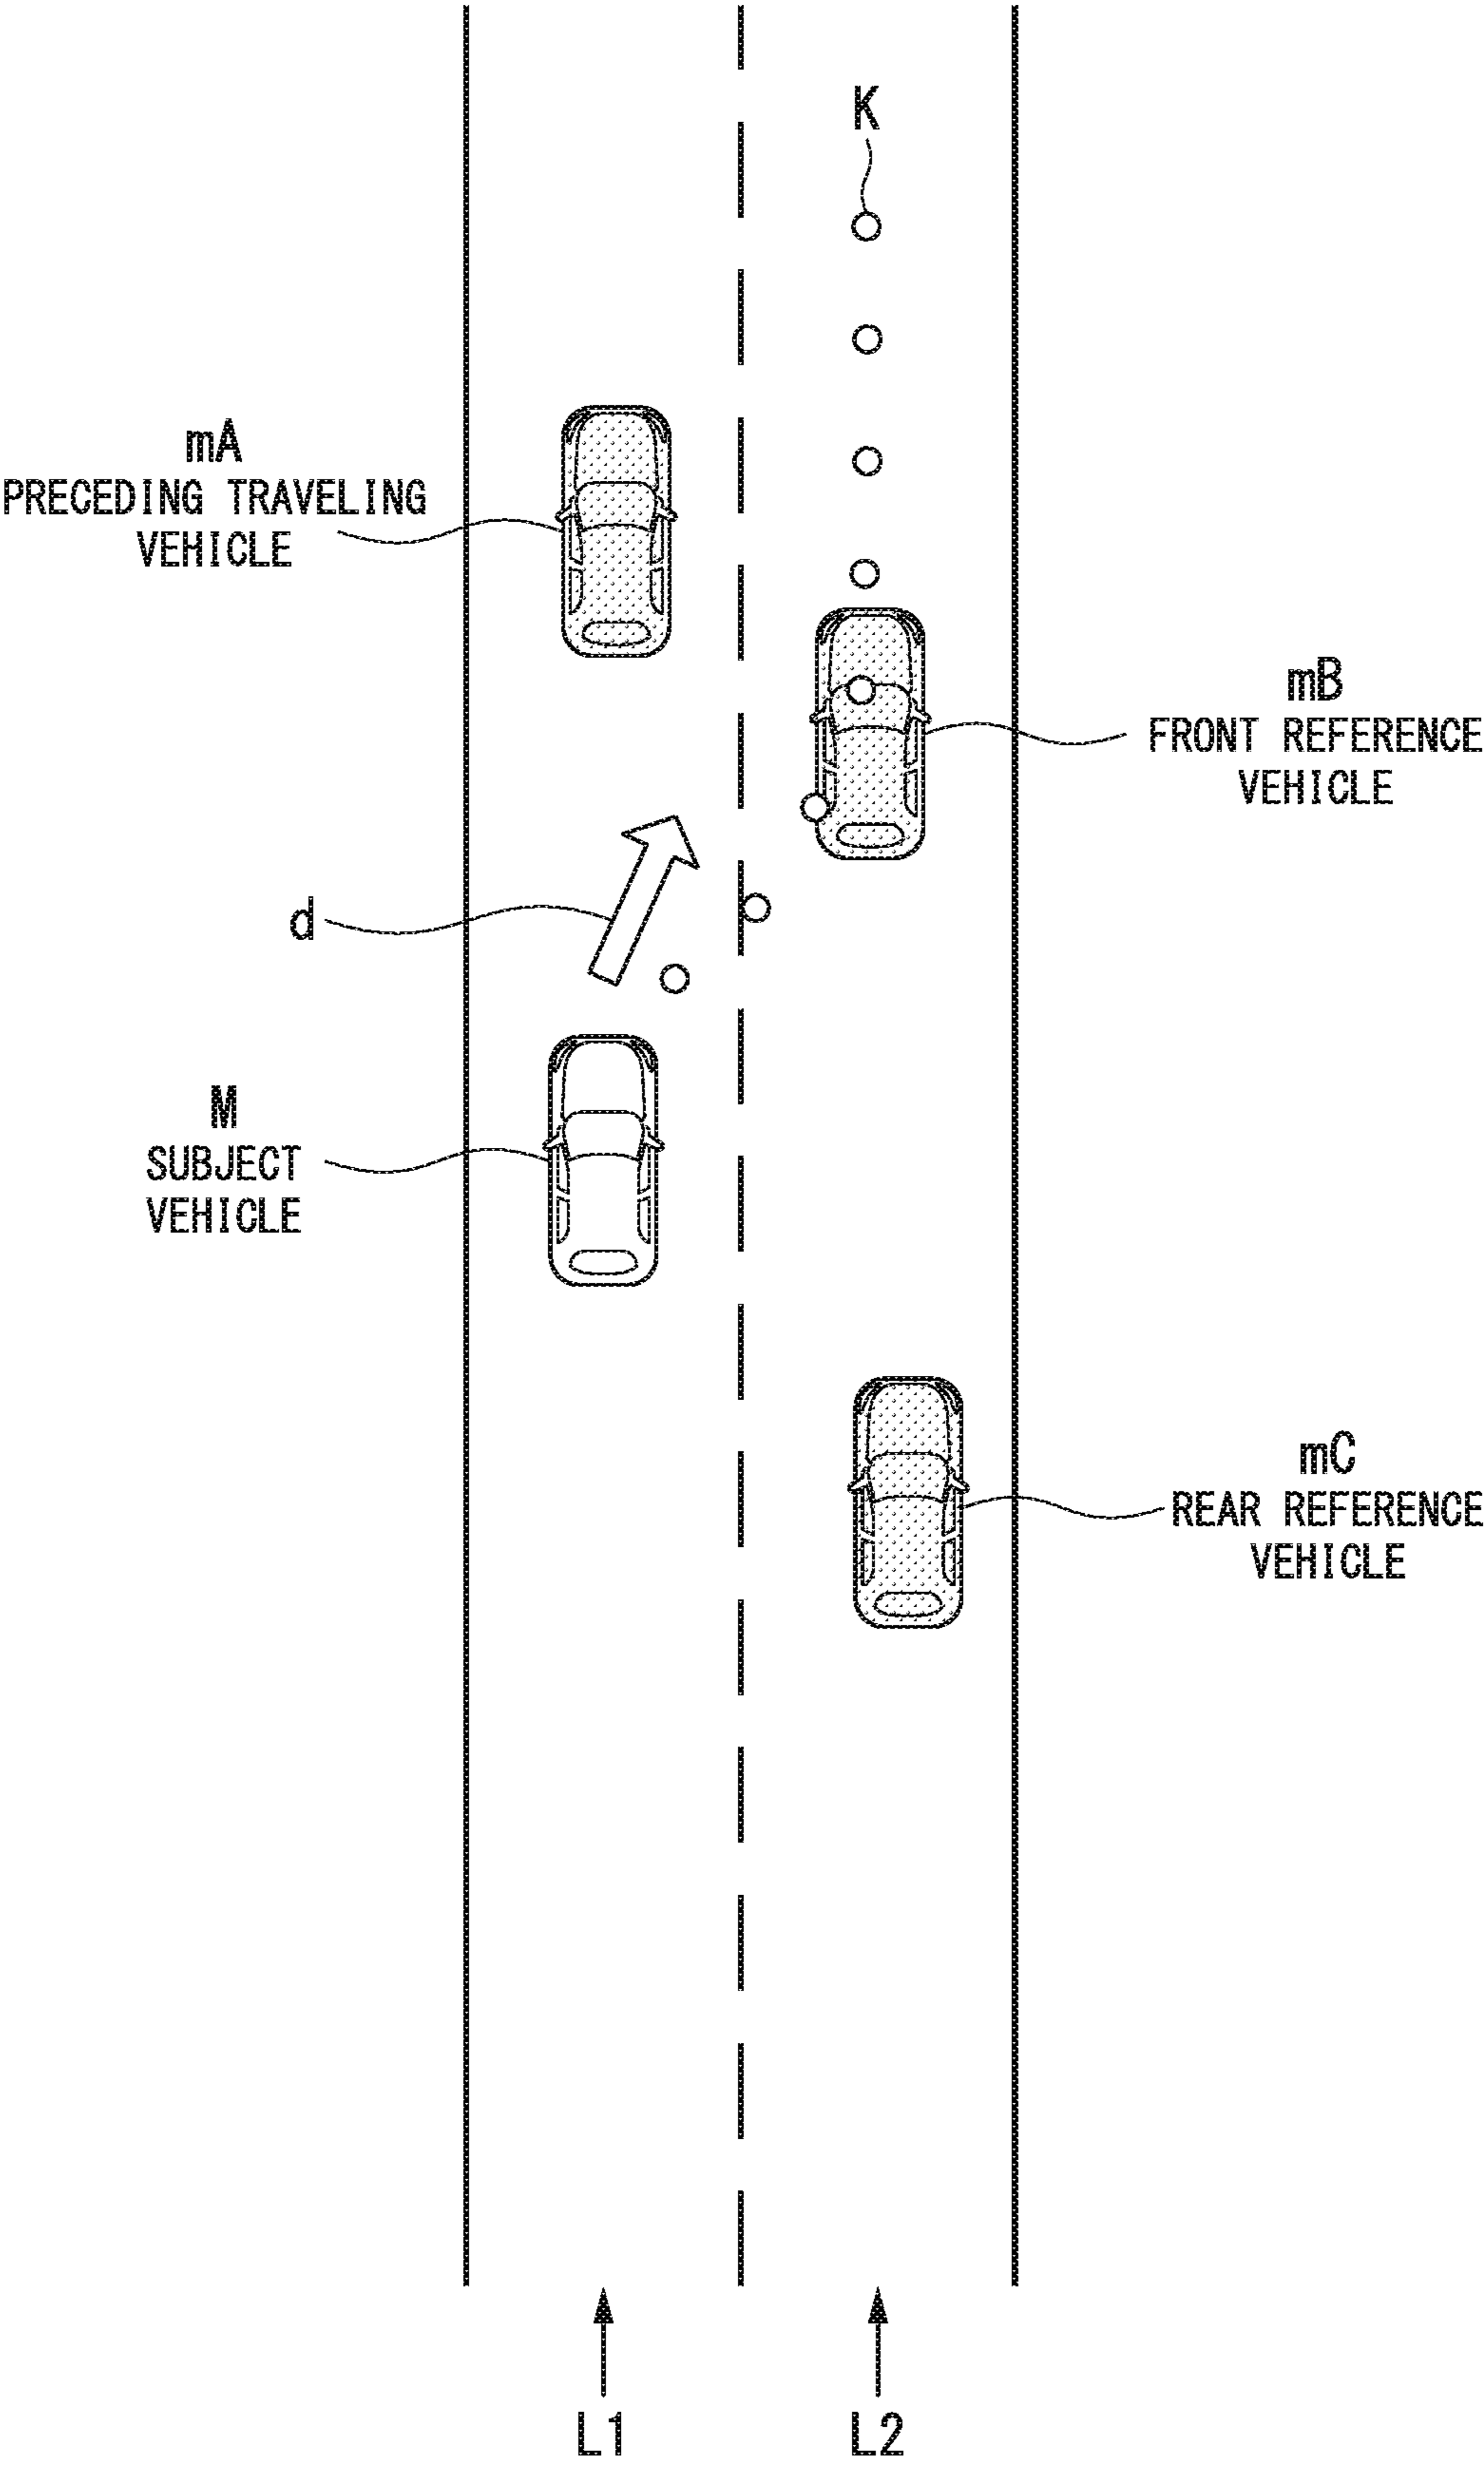 K
mA
PRECEDING TRAVELING
VEHICLE
mB
FRONT REFERENCE
VEHICLE
d
M
SUBJECT
VEHICLE
mC
REAR REFERENCE
VEHICLE
L1
L2